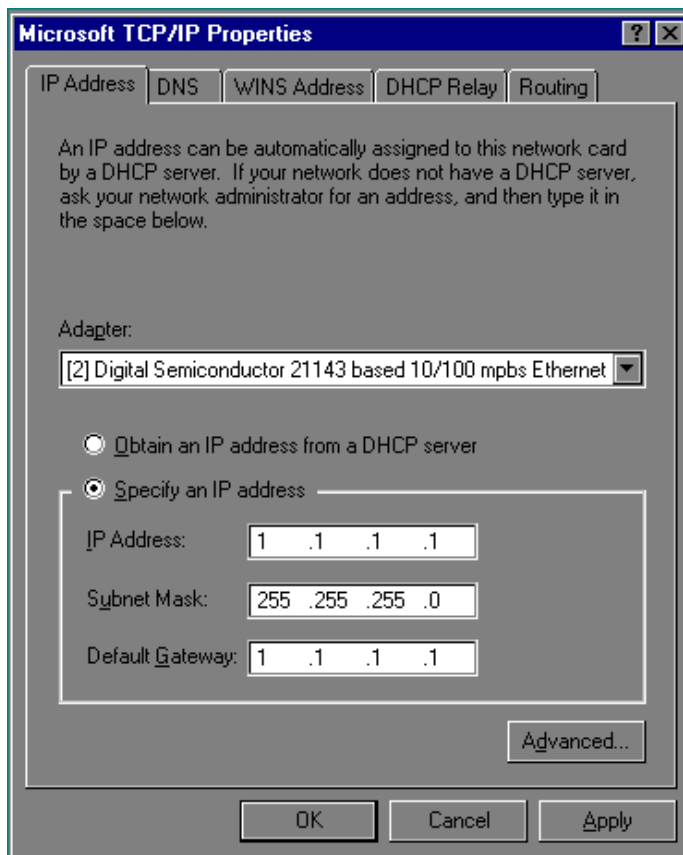 Microsoft TCP/IP Properties
IP Address DNS WINS Address DHCP Relay Routing
An IP address can be automatically assigned to this network card
by a DHCP server. If your network does not have a DHCP server,
ask your network administrator for an address, and then type it in
the space below.
Adapter:
[2] Digital Semiconductor 21143 based 10/100 mpbs Ethernet
Obtain an IP address from a DHCP server
Specify an IP address
IP Address: 1 .1 .1 .1
Subnet Mask: 255 .255 .255 .0
Default Gateway: 1 .1 .1 .1
Advanced...
OK Cancel Apply